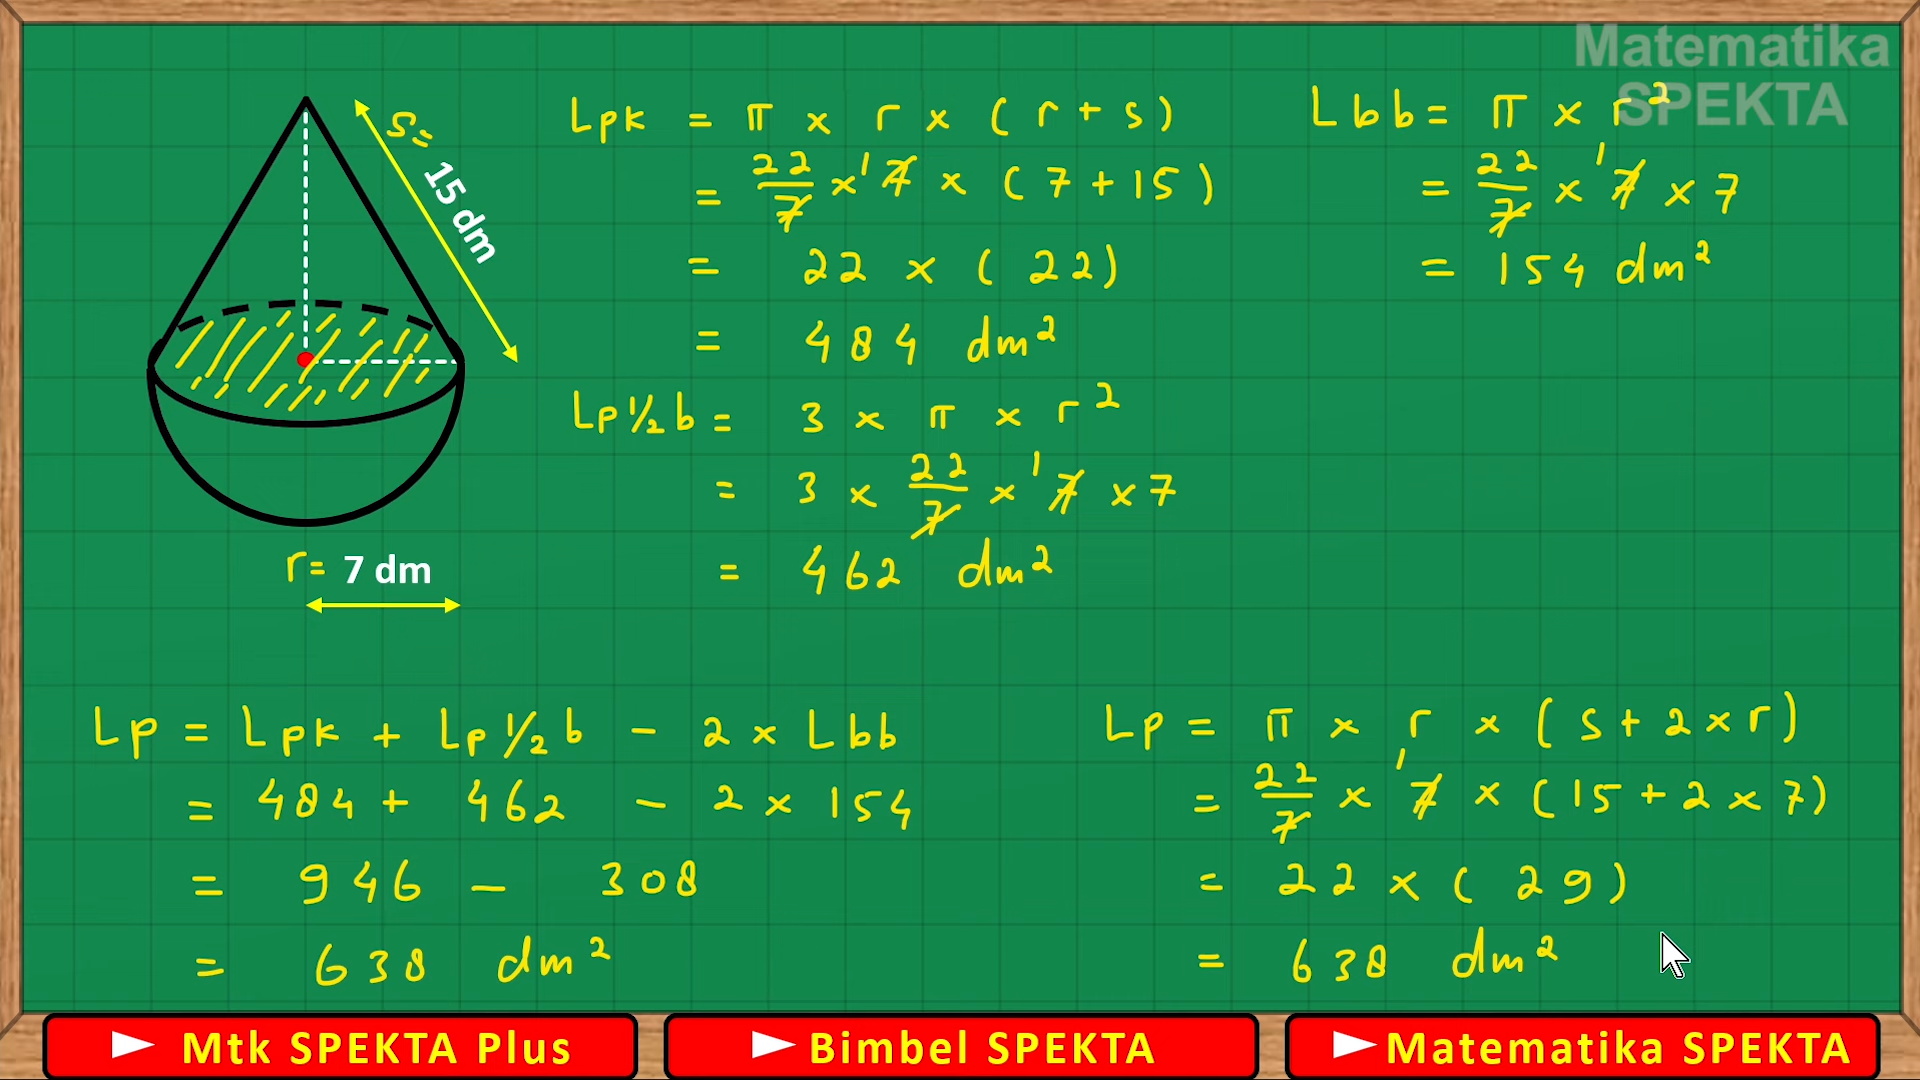 Matematika
SPEKTA
s= 15 dm
r= 7 dm
Lpk = π x r x ( r + s )
= 22/7 x 1 7 x ( 7 + 15 )
= 22 x ( 22 )
= 484 dm²
Lp½b = 3 x π x r²
= 3 x 22/7 x 1 7 x 7
= 462 dm²
Lbb = π x r²
= 22/7 x 1 7 x 7
= 154 dm²
Lp = Lpk + Lp½b - 2 x Lbb
= 484 + 462 - 2 x 154
= 946 - 308
= 638 dm²
Lp = π x r x ( s + 2 x r )
= 22/7 x 1 7 x ( 15 + 2 x 7 )
= 22 x ( 29 )
= 638 dm²
Mtk SPEKTA Plus
Bimbel SPEKTA
Matematika SPEKTA